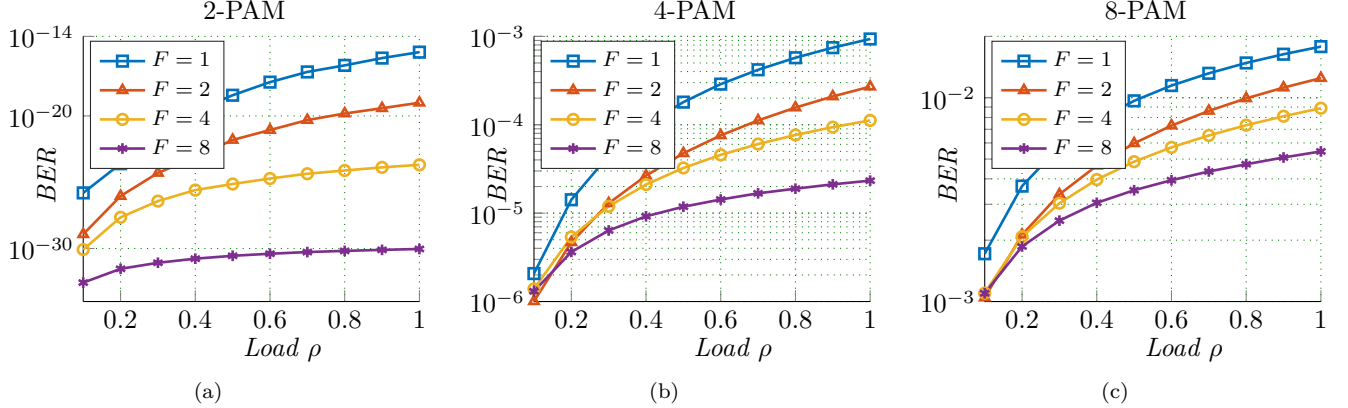 2-PAM
10^{-14}
10^{-20}
10^{-30}
BER
F = 1
F = 2
F = 4
F = 8
0.2 0.4 0.6 0.8 1
Load ρ
(a)
4-PAM
10^{-3}
10^{-4}
10^{-5}
10^{-6}
BER
F = 1
F = 2
F = 4
F = 8
0.2 0.4 0.6 0.8 1
Load ρ
(b)
8-PAM
10^{-2}
10^{-3}
BER
F = 1
F = 2
F = 4
F = 8
0.2 0.4 0.6 0.8 1
Load ρ
(c)